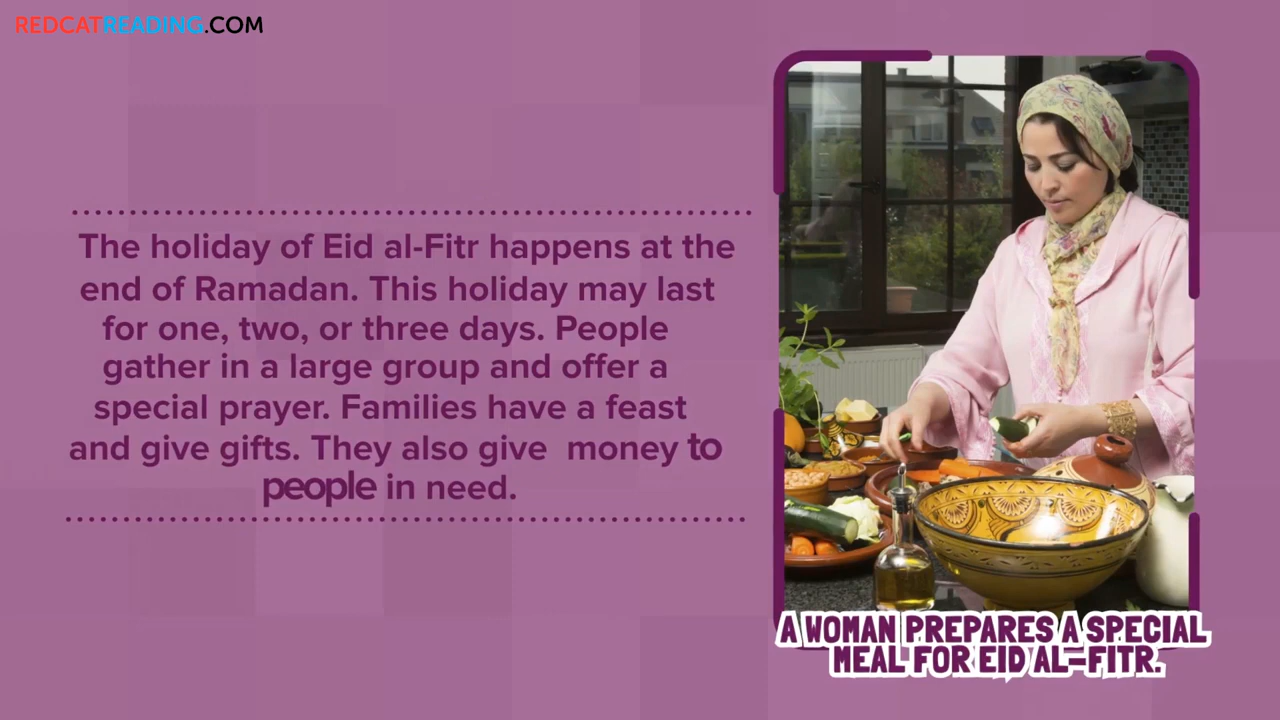 REDCATREADING.COM
The holiday of Eid al-Fitr happens at the
end of Ramadan. This holiday may last
for one, two, or three days. People
gather in a large group and offer a
special prayer. Families have a feast
and give gifts. They also give money to
people in need.
A WOMAN PREPARES A SPECIAL
MEAL FOR EID AL-FITR.